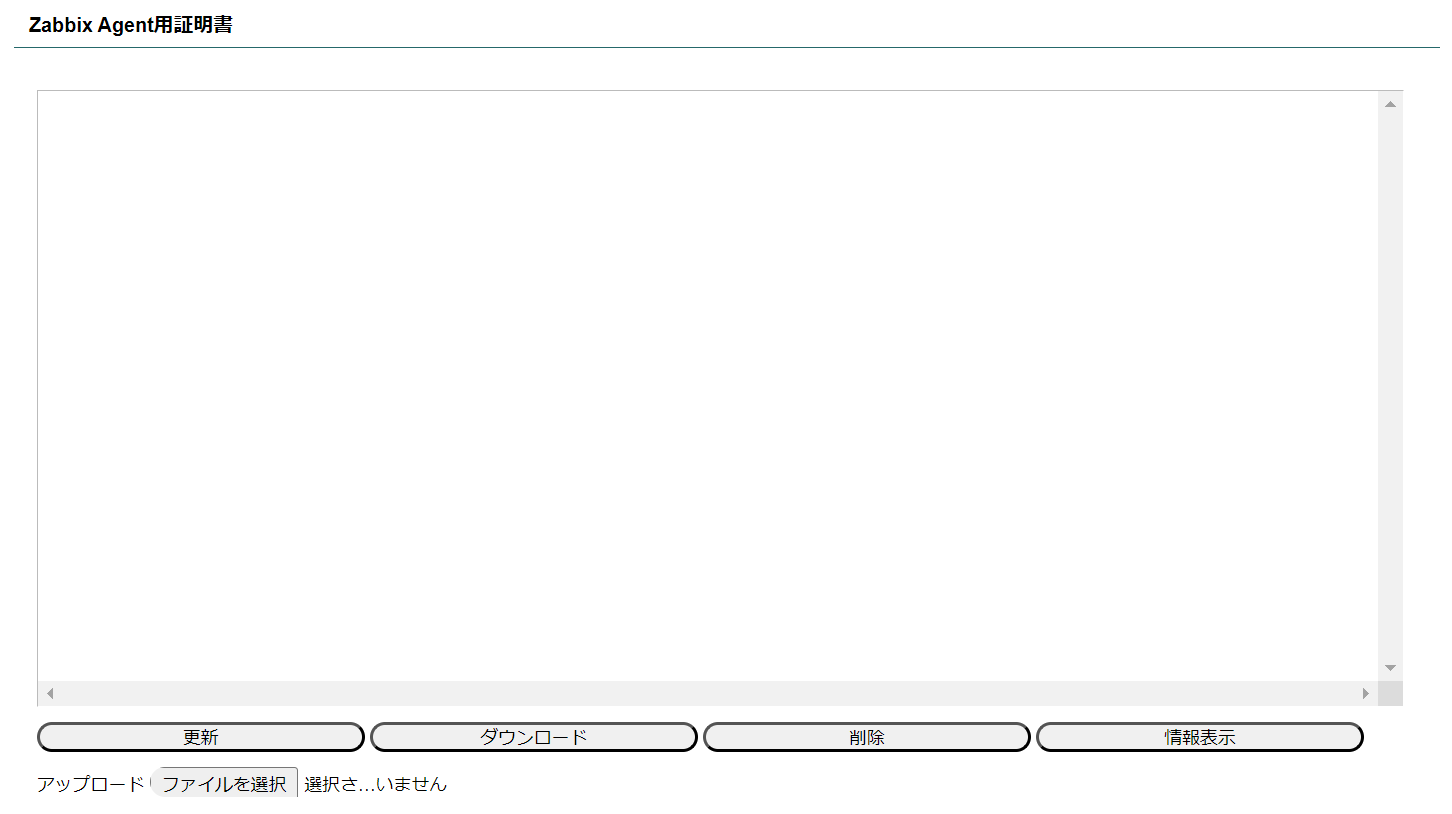 Zabbix Agent用証明書
更新 ダウンロード 削除 情報表示
アップロード ファイルを選択 選択さ...いません